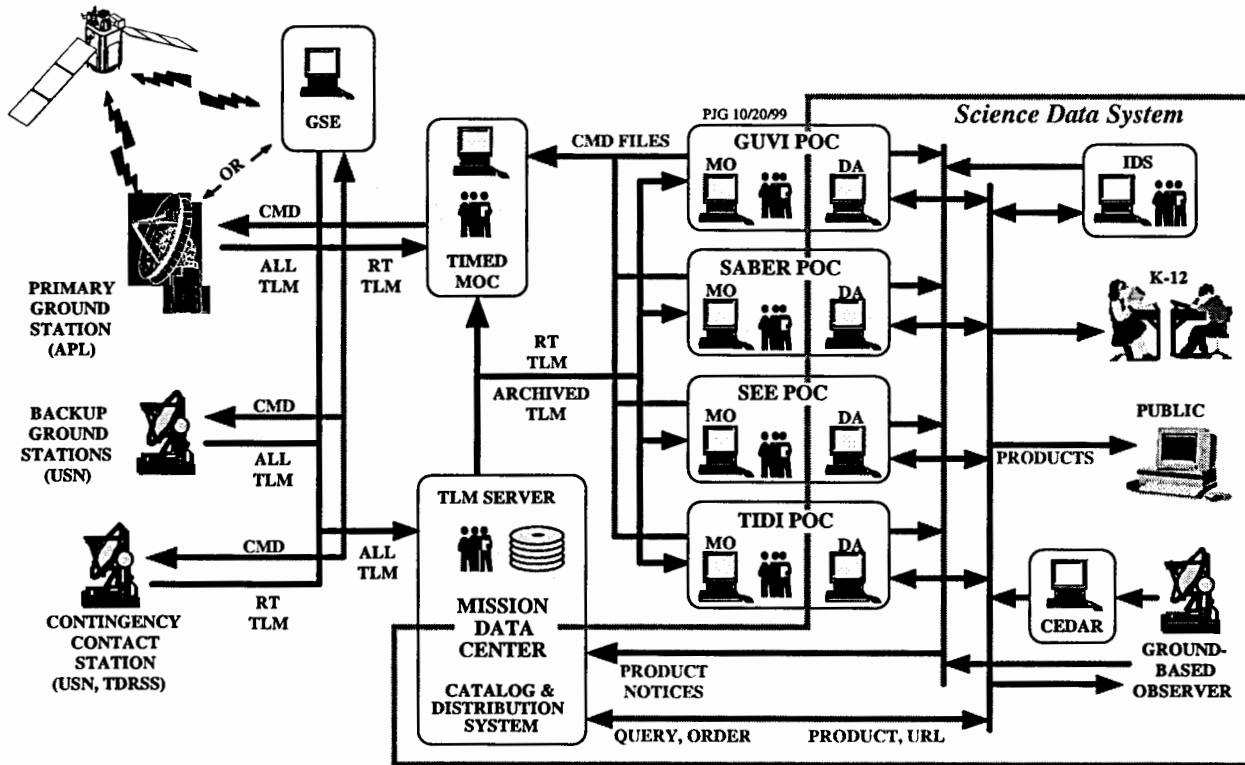 GSE
OR
PRIMARY
GROUND
STATION
(APL)
CMD
ALL
TLM
RT
TLM
TIMED
MOC
BACKUP
GROUND
STATIONS
(USN)
CMD
ALL
TLM
CONTINGENCY
CONTACT
STATION
(USN, TDRSS)
CMD
RT
TLM
ALL
TLM
TLM SERVER
MISSION
DATA
CENTER
CATALOG &
DISTRIBUTION
SYSTEM
CMD FILES
RT
TLM
ARCHIVED
TLM
PJG 10/20/99
Science Data System
GUVI POC
MO
DA
SABER POC
MO
DA
SEE POC
MO
DA
TIDI POC
MO
DA
IDS
K-12
PUBLIC
PRODUCTS
CEDAR
GROUND-
BASED
OBSERVER
PRODUCT
NOTICES
QUERY, ORDER
PRODUCT, URL